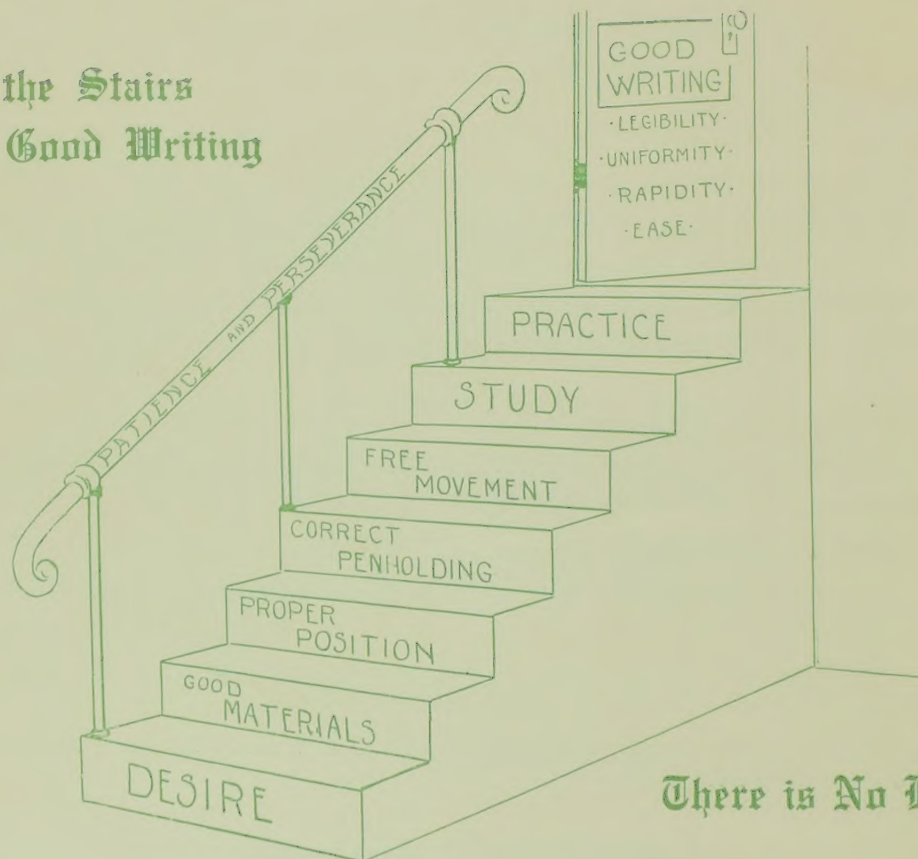 the Stairs
Good Writing
GOOD
WRITING
·LEGIBILITY·
·UNIFORMITY·
·RAPIDITY·
·EASE·
PATIENCE AND PERSEVERANCE
PRACTICE
STUDY
FREE
MOVEMENT
CORRECT
PENHOLDING
PROPER
POSITION
GOOD
MATERIALS
DESIRE
There is No